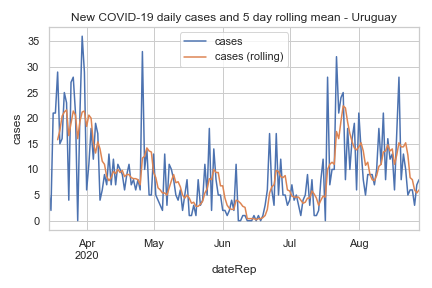 New COVID-19 daily cases and 5 day rolling mean - Uruguay
cases
cases (rolling)
35
30
25
20
15
10
5
0
cases
Apr
2020
May
Jun
Jul
Aug
dateRep